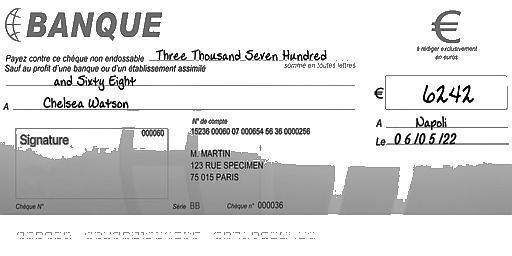 BANQUE
€
à rédiger exclusivement
en euros
Payez contre ce chèque non endossable Three Thousand Seven Hundred
Sauf au profit d'une banque ou d'un établissement assimilé
somme en toutes lettres
and Sixty Eight
A Chelsea Watson
€ 6242
A Napoli
Le 06/05/22
Signature
000060
N° de compte
15236 00060 07 000654 56 36 0000256
M. MARTIN
123 RUE SPECIMEN
75 015 PARIS
Chèque N° Série BB Chèque n° 000036